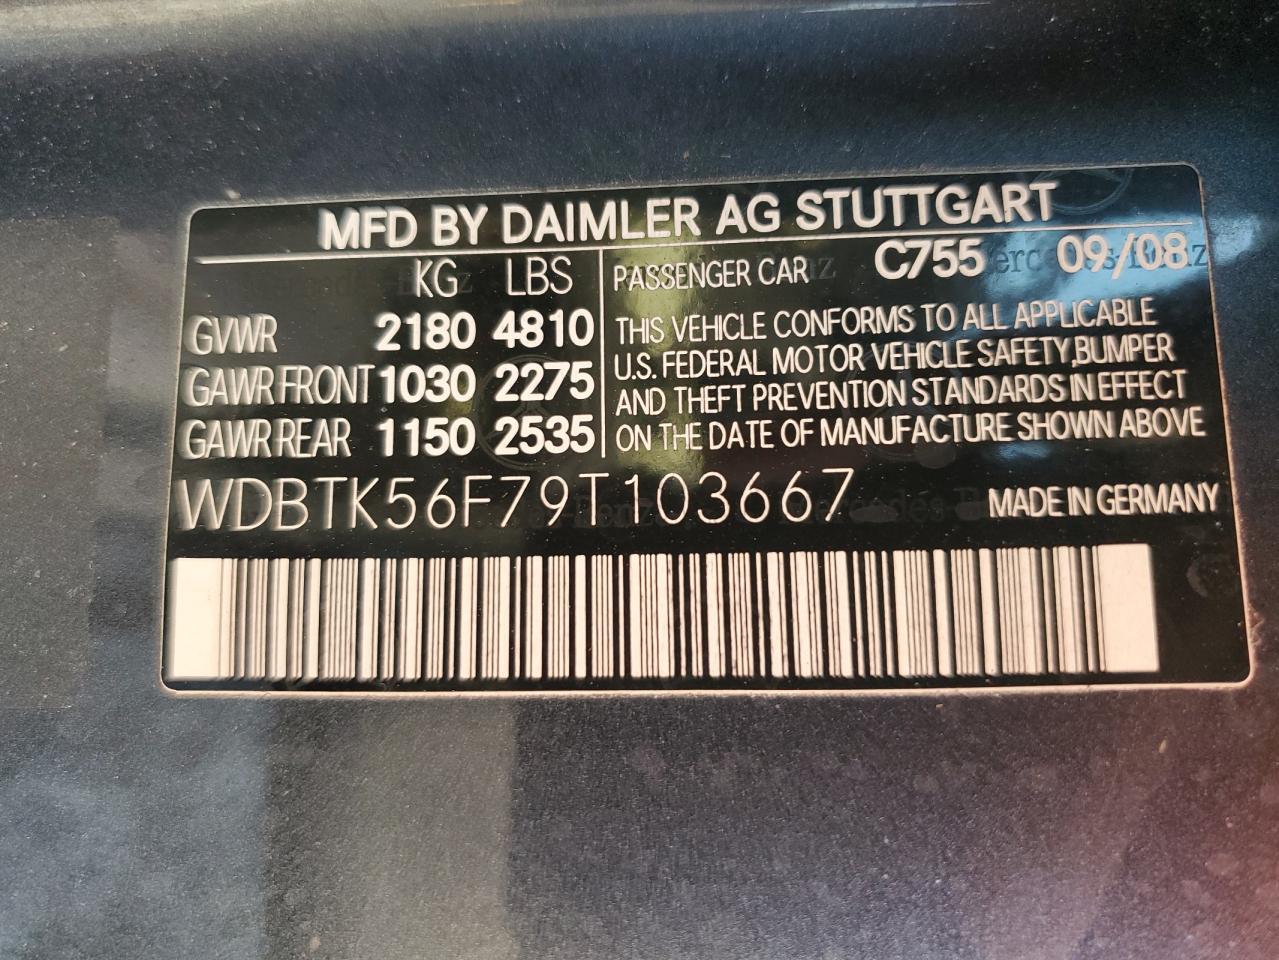 MFD BY DAIMLER AG STUTTGART
KG LBS
GVWR 2180 4810
GAWR FRONT 1030 2275
GAWR REAR 1150 2535
PASSENGER CAR C755 09/08
THIS VEHICLE CONFORMS TO ALL APPLICABLE
U.S. FEDERAL MOTOR VEHICLE SAFETY, BUMPER
AND THEFT PREVENTION STANDARDS IN EFFECT
ON THE DATE OF MANUFACTURE SHOWN ABOVE
WDBTK56F79T103667 MADE IN GERMANY